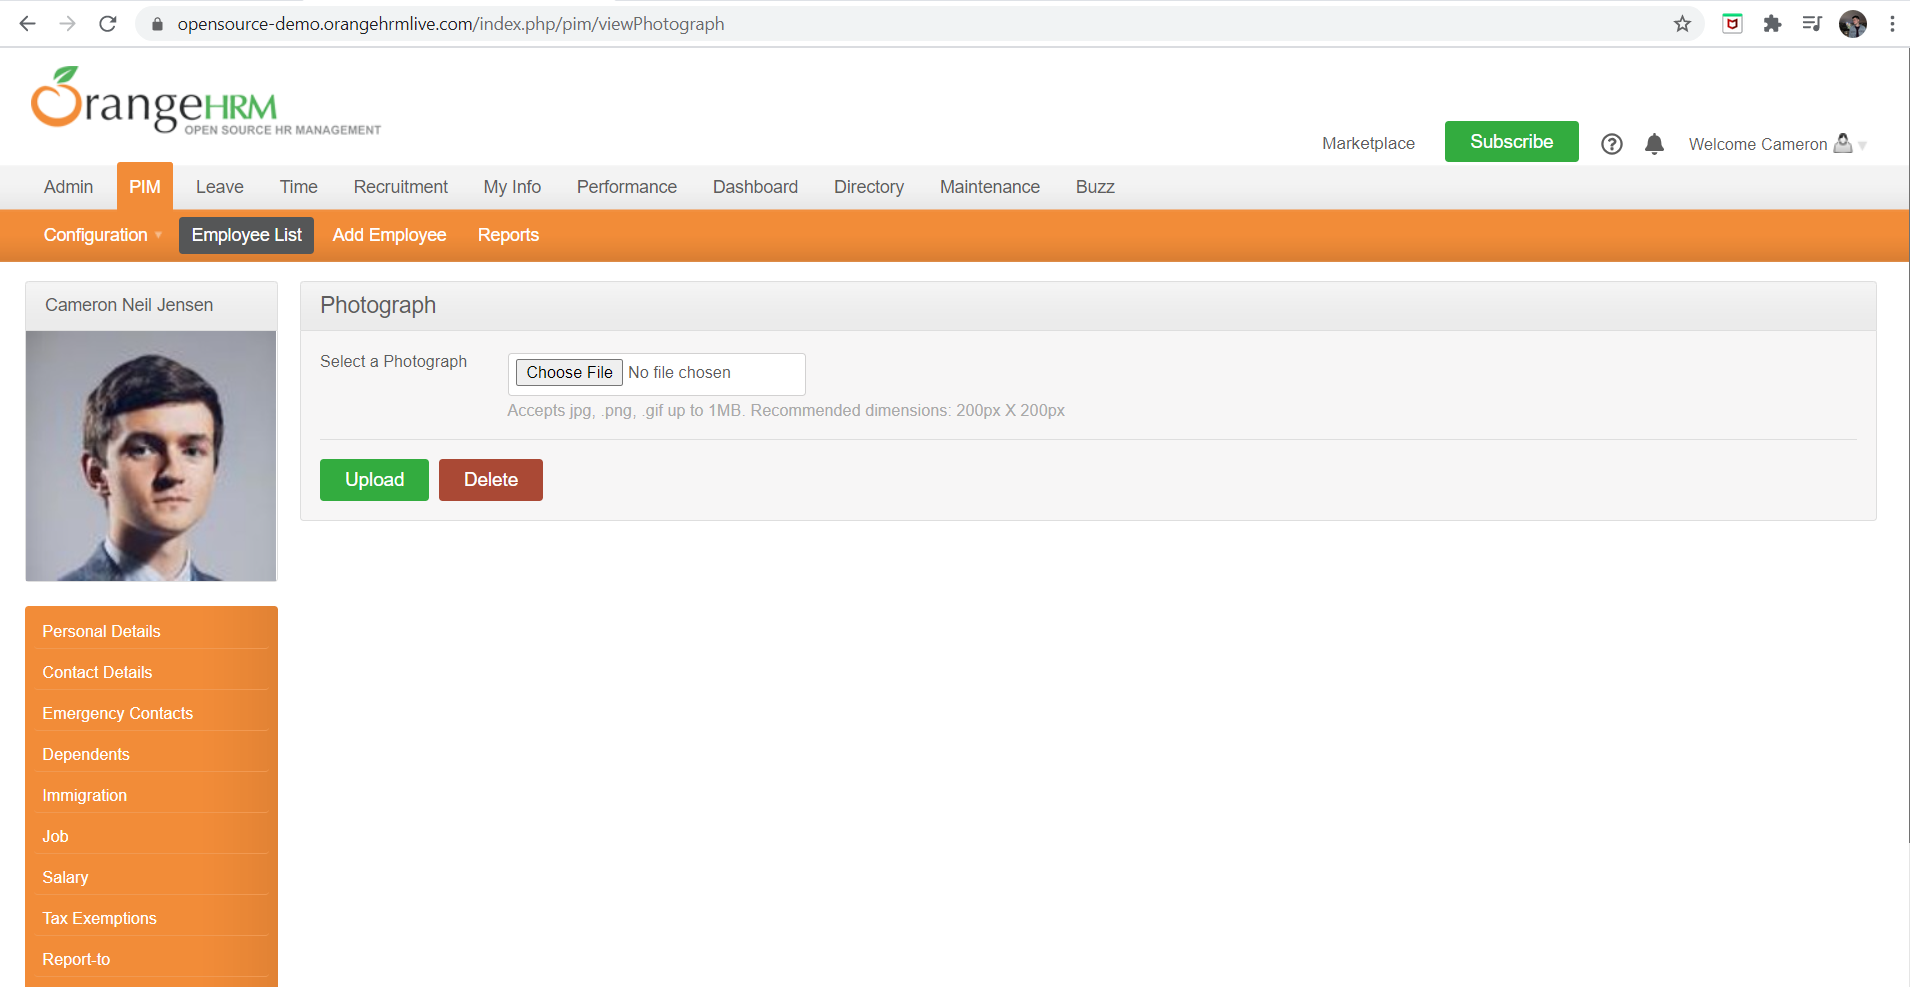 opensource-demo.orangehrmlive.com/index.php/pim/viewPhotograph
OrangeHRM
OPEN SOURCE HR MANAGEMENT
Marketplace Subscribe Welcome Cameron
Admin PIM Leave Time Recruitment My Info Performance Dashboard Directory Maintenance Buzz
Configuration Employee List Add Employee Reports
Cameron Neil Jensen
Photograph
Select a Photograph Choose File No file chosen
Accepts jpg, .png, .gif up to 1MB. Recommended dimensions: 200px X 200px
Upload Delete
Personal Details
Contact Details
Emergency Contacts
Dependents
Immigration
Job
Salary
Tax Exemptions
Report-to